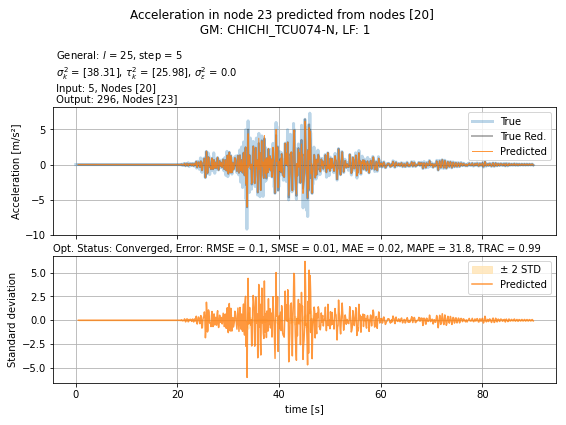 Acceleration in node 23 predicted from nodes [20]
GM: CHICHI_TCU074-N, LF: 1
General: l = 25, step = 5
σ²ₖ = [38.31], τ²ₖ = [25.98], σ²ε = 0.0
Input: 5, Nodes [20]
Output: 296, Nodes [23]
Acceleration [m/s²]
5
0
−5
−10
True
True Red.
Predicted
Opt. Status: Converged, Error: RMSE = 0.1, SMSE = 0.01, MAE = 0.02, MAPE = 31.8, TRAC = 0.99
Standard deviation
5.0
2.5
0.0
−2.5
−5.0
± 2 STD
Predicted
0 20 40 60 80
time [s]